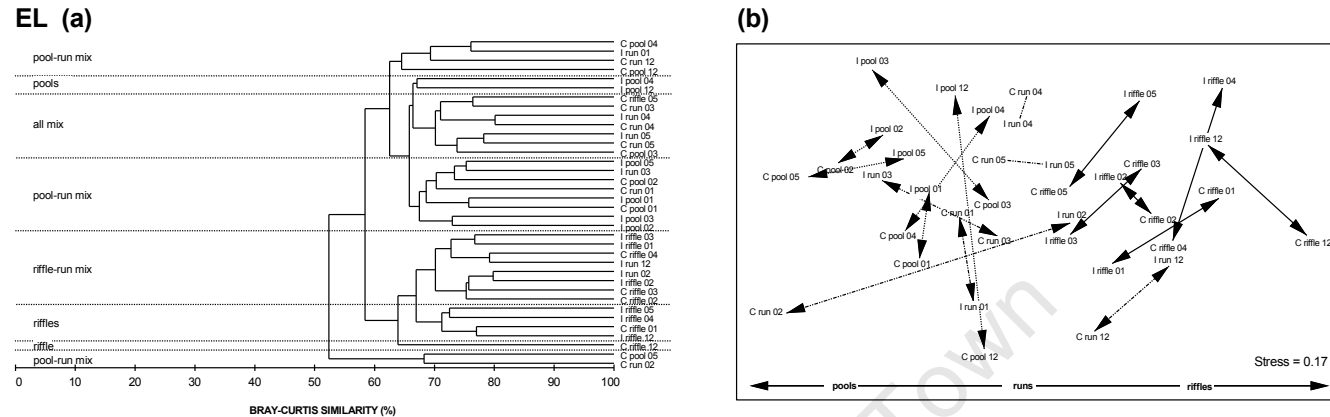 EL (a)
pool-run mix
pools
all mix
pool-run mix
riffle-run mix
riffles
riffle
pool-run mix
C pool 04
I run 01
C run 12
C pool 12
I pool 04
I pool 12
C riffle 05
C run 03
I run 04
C run 04
I run 05
C run 05
C pool 03
I pool 05
I run 03
C pool 02
C run 01
I pool 01
C pool 01
I pool 03
I pool 02
I riffle 03
I riffle 01
C riffle 04
I run 12
I run 02
I riffle 02
C riffle 03
C riffle 02
I riffle 05
I riffle 04
C riffle 01
I riffle 12
C riffle 12
C pool 05
C run 02
0 10 20 30 40 50 60 70 80 90 100
BRAY-CURTIS SIMILARITY (%)
(b)
I pool 03
I pool 12
C run 04
I riffle 05
I riffle 04
I pool 04
I run 04
I pool 02
I riffle 12
I pool 05
C pool 02
C pool 05
I run 03
C run 05
I run 05
C riffle 03
I riffle 02
C riffle 05
I pool 01
C riffle 01
C pool 03
C run 01
I run 02
C riffle 02
C pool 04
C run 03
I riffle 03
C riffle 04
C riffle 12
C pool 01
I riffle 01
I run 12
I run 01
C run 02
C run 12
C pool 12
Stress = 0.17
pools runs riffles
Town